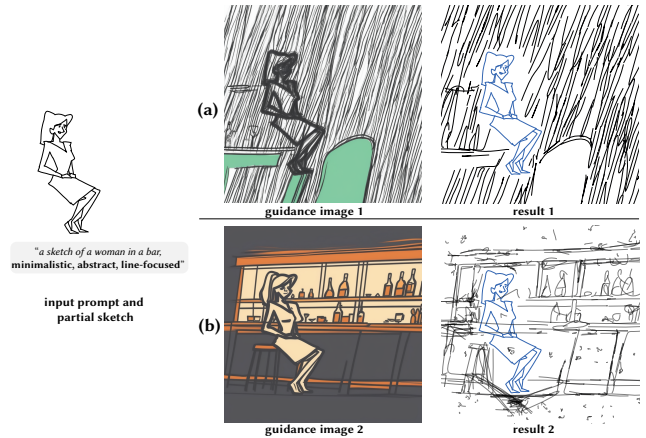 (a)
guidance image 1
result 1
"a sketch of a woman in a bar,
minimalistic, abstract, line-focused"
input prompt and
partial sketch
(b)
guidance image 2
result 2